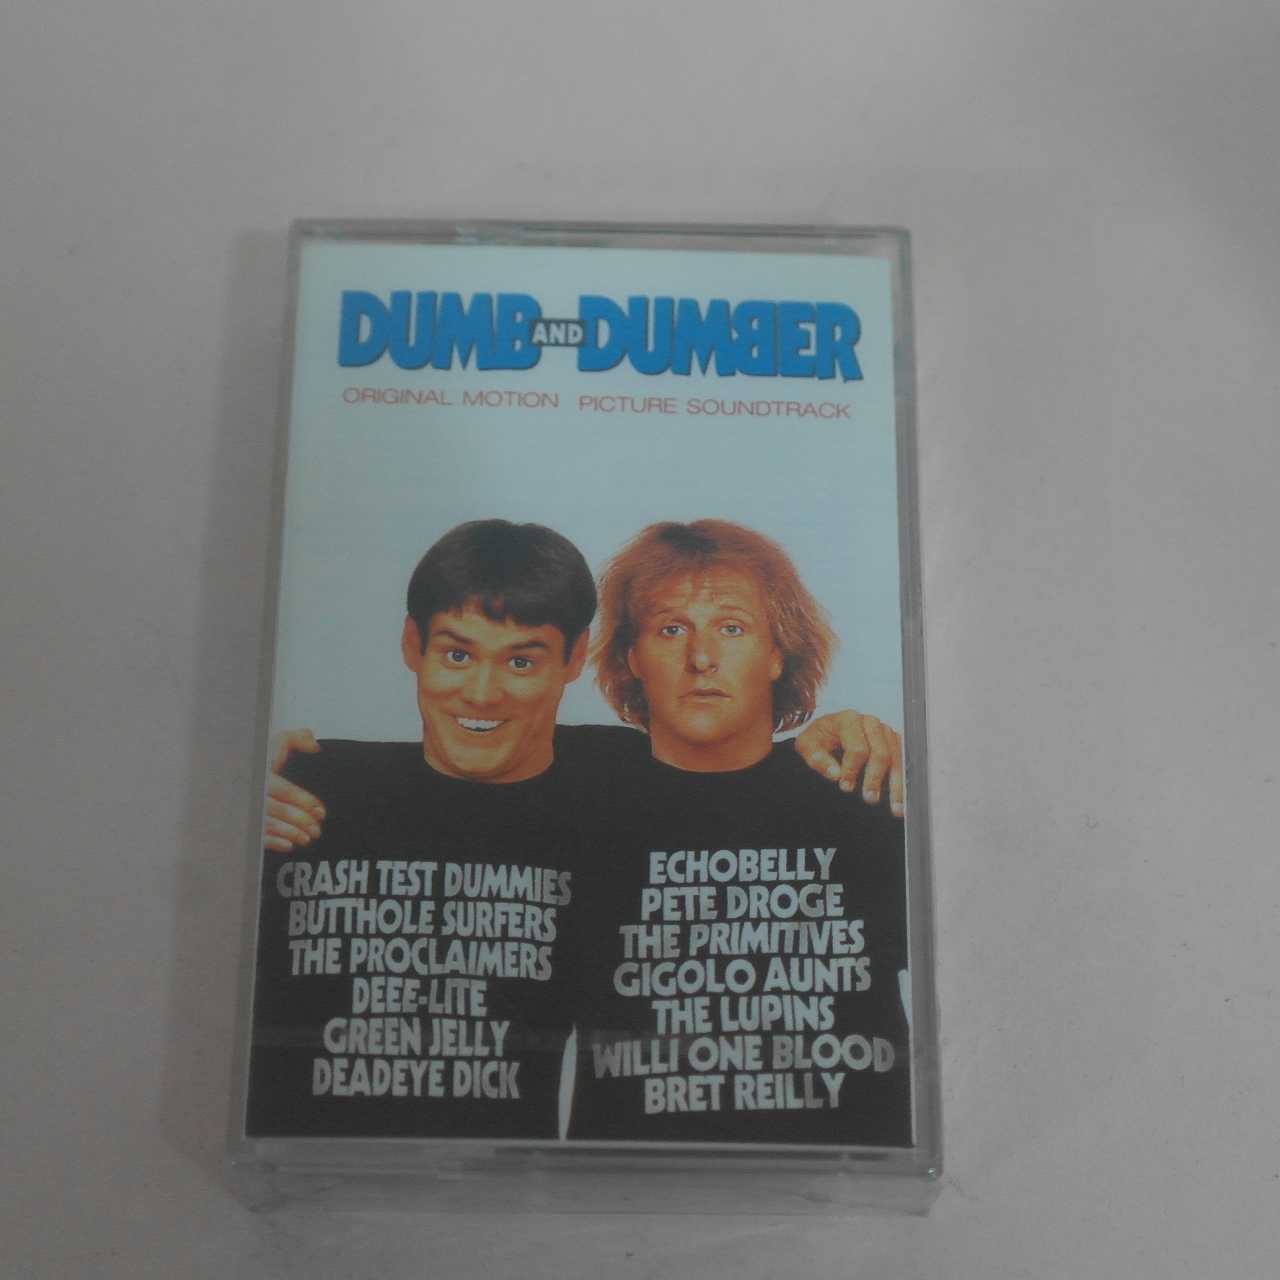 DUMB AND DUMBER
ORIGINAL MOTION PICTURE SOUNDTRACK
CRASH TEST DUMMIES
BUTTHOLE SURFERS
THE PROCLAIMERS
DEEE-LITE
GREEN JELLY
DEADEYE DICK
ECHOBELLY
PETE DROGE
THE PRIMITIVES
GIGOLO AUNTS
THE LUPINS
WILLI ONE BLOOD
BRET REILLY